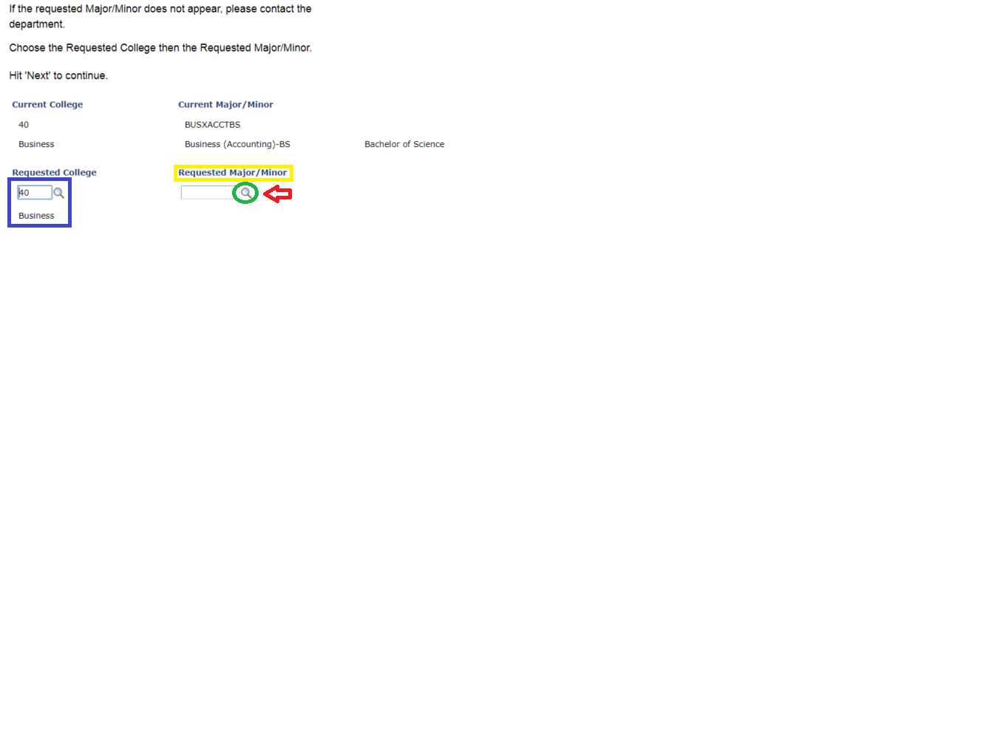 If the requested Major/Minor does not appear, please contact the
department.
Choose the Requested College then the Requested Major/Minor.
Hit 'Next' to continue.
Current College Current Major/Minor
40 BUSXACCTBS
Business Business (Accounting)-BS Bachelor of Science
Requested College Requested Major/Minor
40
Business